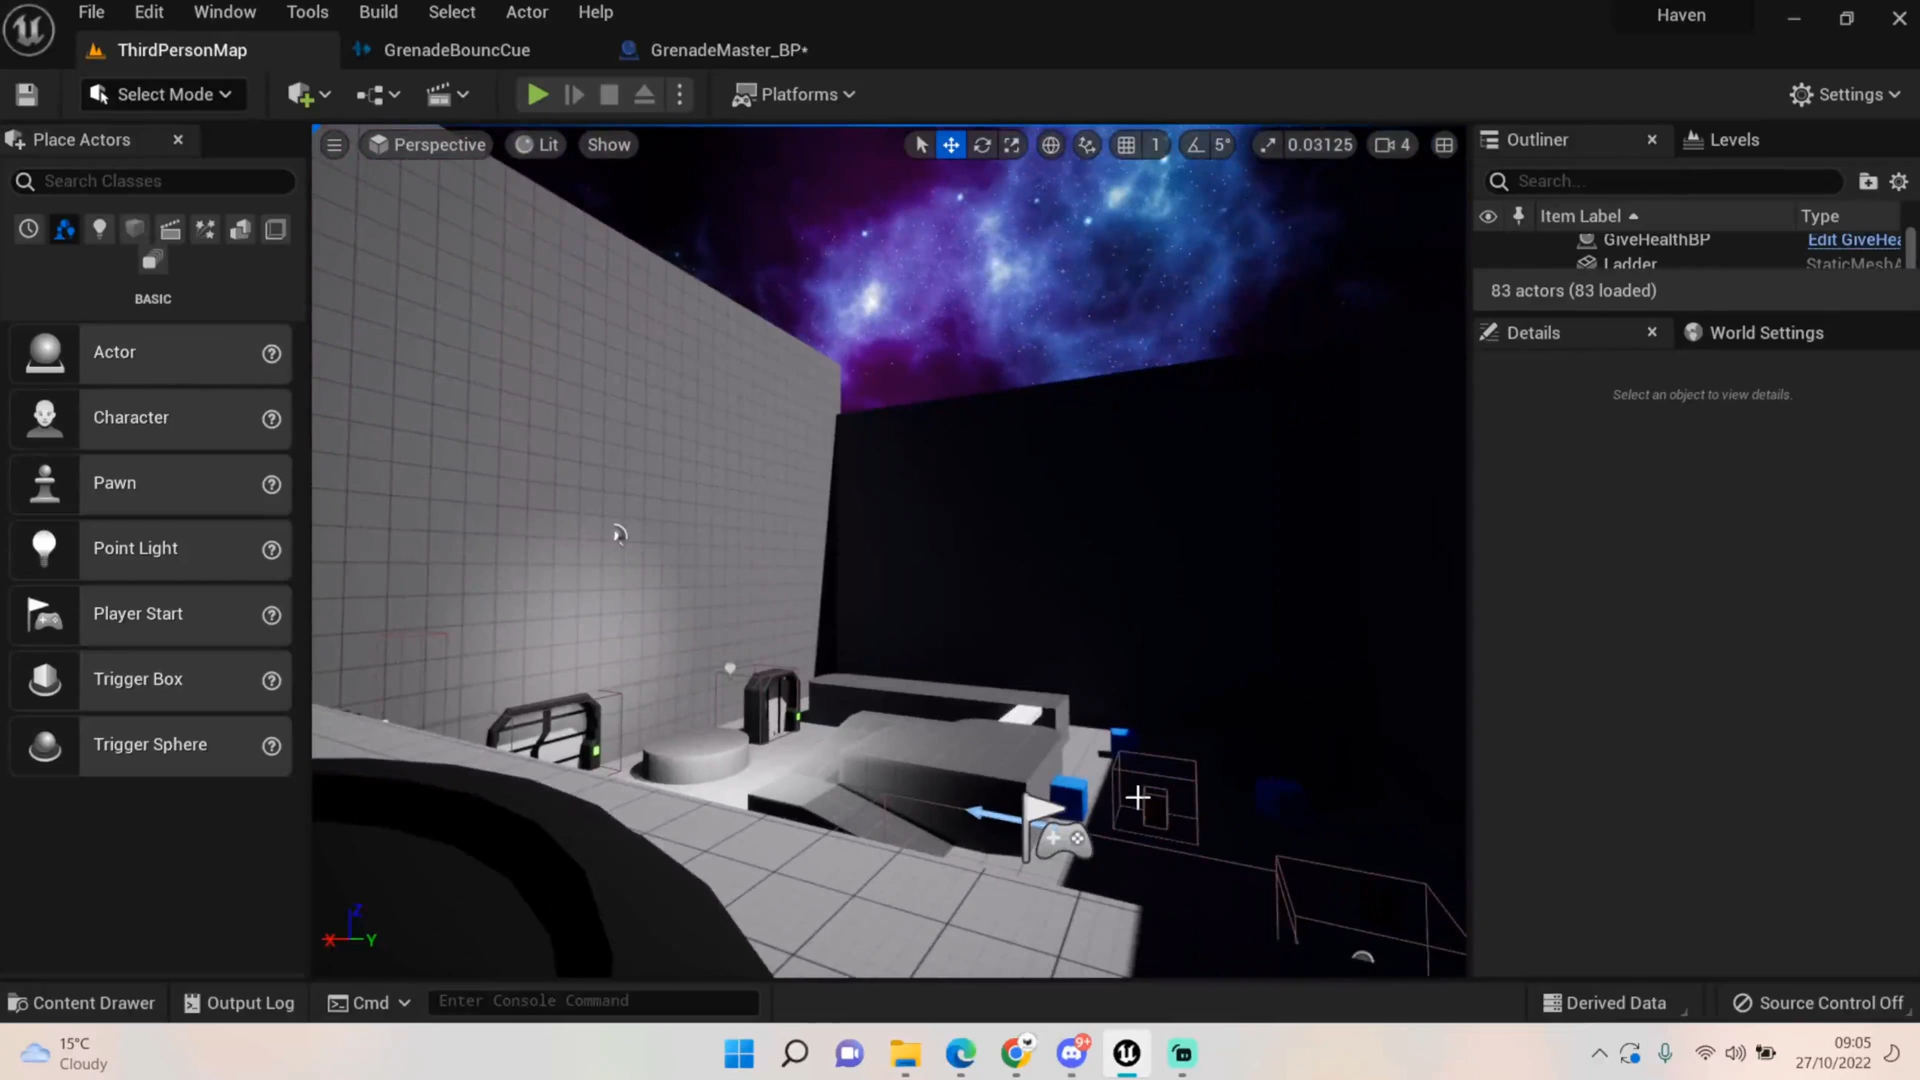 File Edit Window Tools Build Select Actor Help
Haven
ThirdPersonMap
GrenadeBouncCue
GrenadeMaster_BP*
Select Mode
Platforms
Settings
Place Actors
Search Classes
BASIC
Actor
Character
Pawn
Point Light
Player Start
Trigger Box
Trigger Sphere
Perspective
Lit
Show
1
5°
0.03125
4
X
Y
Z
Outliner
Levels
Search...
Item Label
Type
GiveHealthBP
Edit GiveHea
Ladder
StaticMeshA
83 actors (83 loaded)
Details
World Settings
Select an object to view details.
Content Drawer
Output Log
Cmd
Enter Console Command
Derived Data
Source Control Off
15°C
Cloudy
9+
09:05
27/10/2022